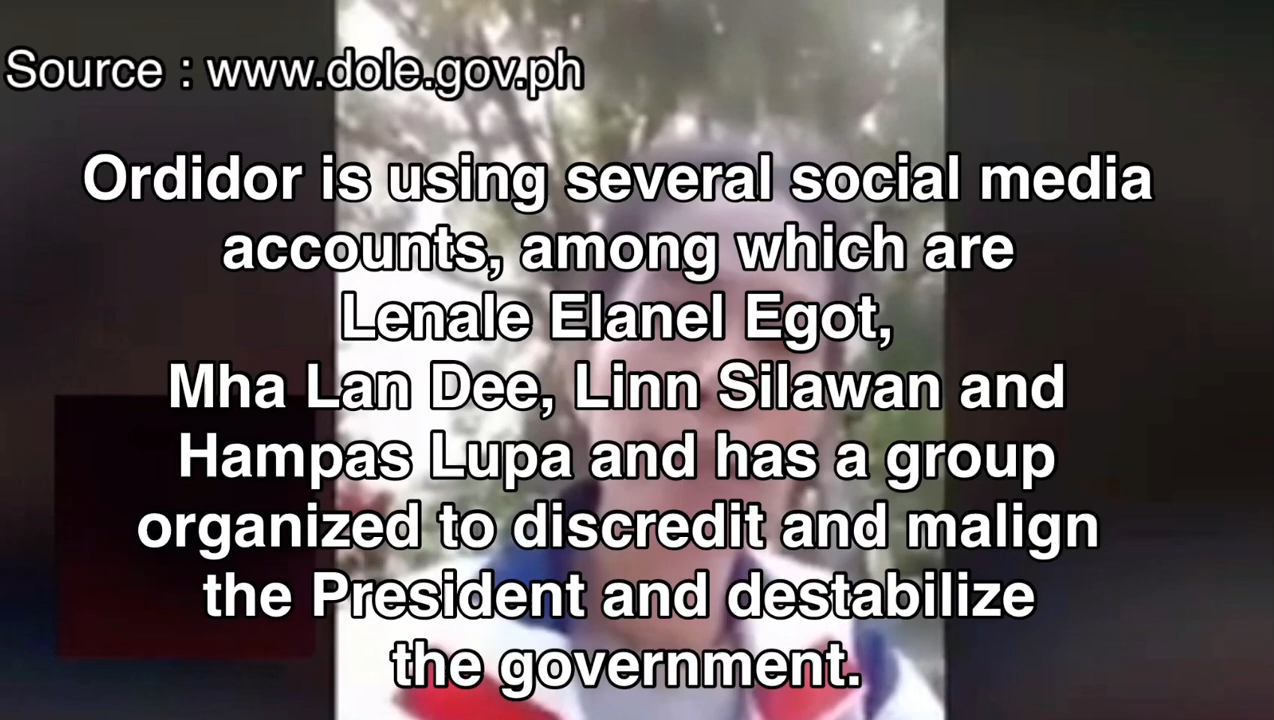 Source : www.dole.gov.ph
Ordidor is using several social media
accounts, among which are
Lenale Elanel Egot,
Mha Lan Dee, Linn Silawan and
Hampas Lupa and has a group
organized to discredit and malign
the President and destabilize
the government.